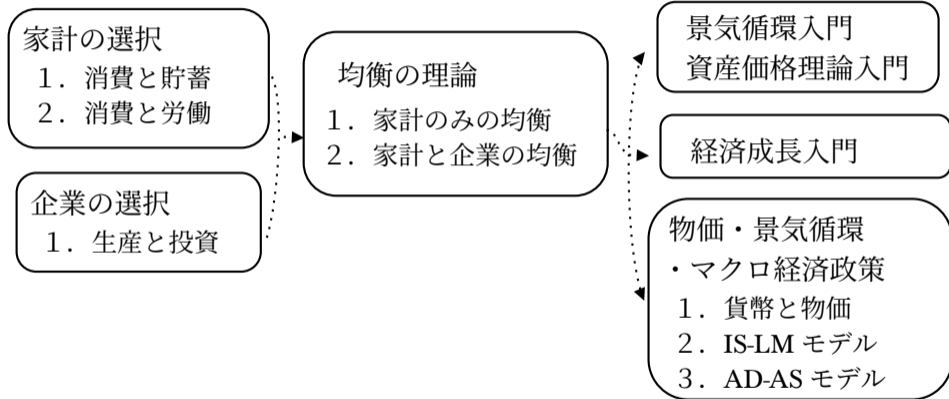 家計の選択
１．消費と貯蓄
２．消費と労働
企業の選択
１．生産と投資
均衡の理論
１．家計のみの均衡
２．家計と企業の均衡
景気循環入門
資産価格理論入門
経済成長入門
物価・景気循環
・マクロ経済政策
１．貨幣と物価
２．IS-LM モデル
３．AD-AS モデル